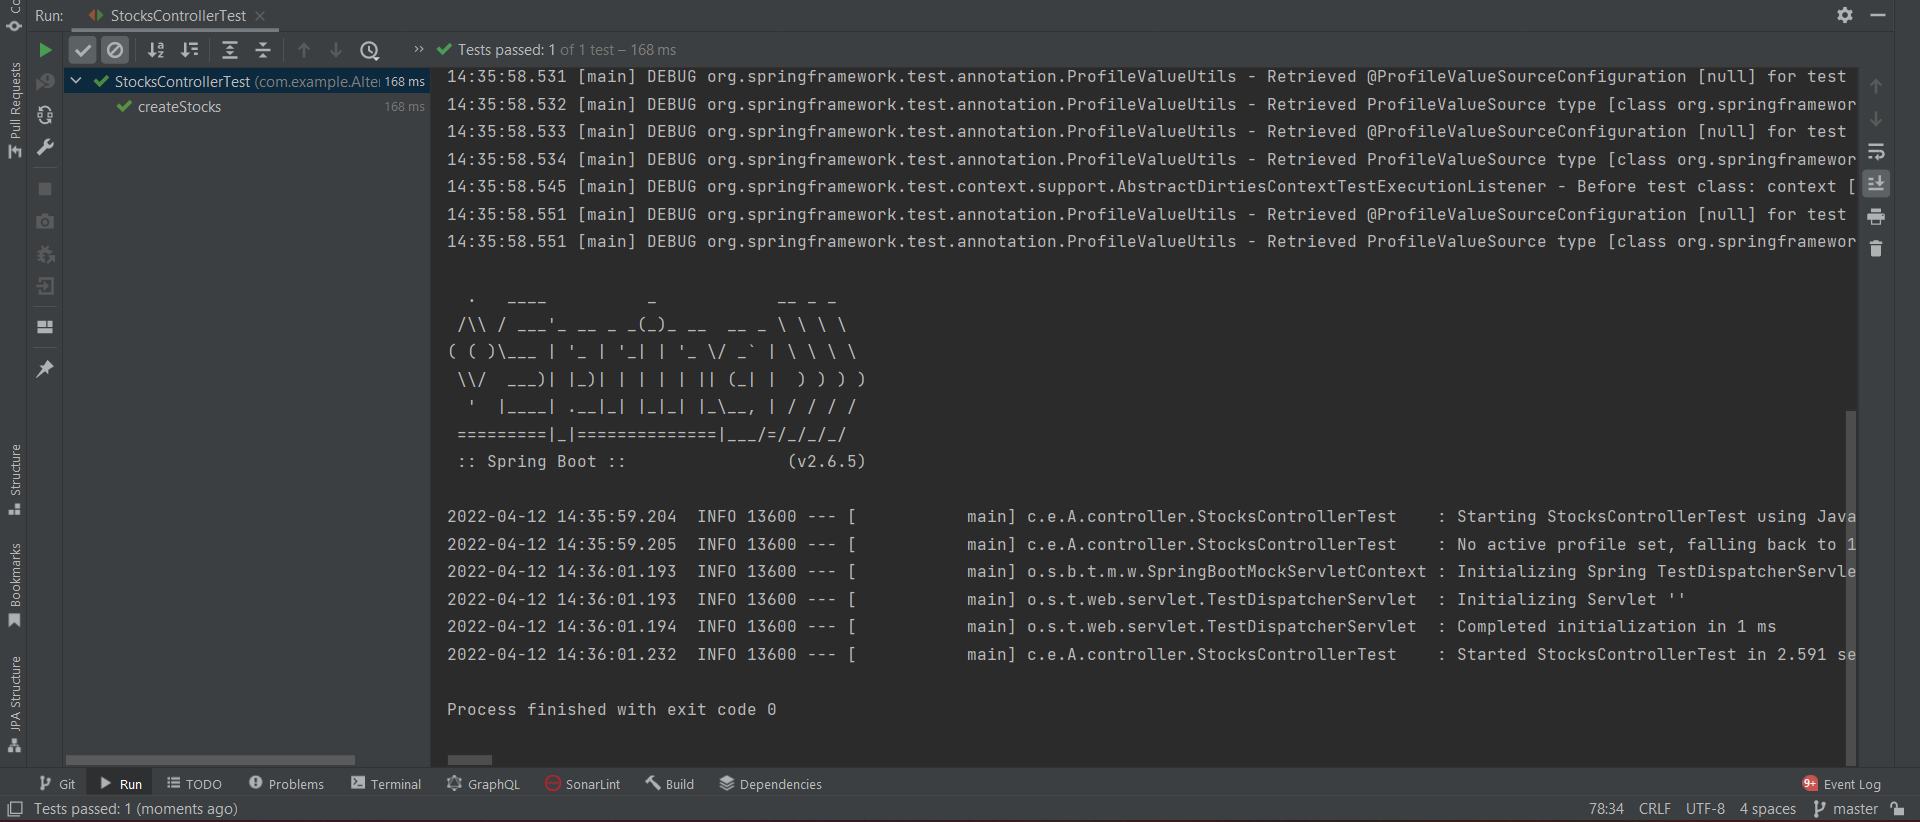 Run: StocksControllerTest
Tests passed: 1 of 1 test – 168 ms
StocksControllerTest (com.example.Alte 168 ms
createStocks 168 ms
14:35:58.531 [main] DEBUG org.springframework.test.annotation.ProfileValueUtils - Retrieved @ProfileValueSourceConfiguration [null] for test
14:35:58.532 [main] DEBUG org.springframework.test.annotation.ProfileValueUtils - Retrieved ProfileValueSource type [class org.springframewor
14:35:58.533 [main] DEBUG org.springframework.test.annotation.ProfileValueUtils - Retrieved @ProfileValueSourceConfiguration [null] for test
14:35:58.534 [main] DEBUG org.springframework.test.annotation.ProfileValueUtils - Retrieved ProfileValueSource type [class org.springframewor
14:35:58.545 [main] DEBUG org.springframework.test.context.support.AbstractDirtiesContextTestExecutionListener - Before test class: context [
14:35:58.551 [main] DEBUG org.springframework.test.annotation.ProfileValueUtils - Retrieved @ProfileValueSourceConfiguration [null] for test
14:35:58.551 [main] DEBUG org.springframework.test.annotation.ProfileValueUtils - Retrieved ProfileValueSource type [class org.springframewor
  .   ____          _            __ _ _
 /\\ / ___'_ __ _ _(_)_ __  __ _ \ \ \ \
( ( )\___ | '_ | '_| | '_ \/ _` | \ \ \ \
 \\/  ___)| |_)| | | | | || (_| |  ) ) ) )
  '  |____| .__|_| |_|_| |_\__, | / / / /
 =========|_|==============|___/=/_/_/_/
 :: Spring Boot ::                (v2.6.5)
2022-04-12 14:35:59.204  INFO 13600 --- [           main] c.e.A.controller.StocksControllerTest    : Starting StocksControllerTest using Java
2022-04-12 14:35:59.205  INFO 13600 --- [           main] c.e.A.controller.StocksControllerTest    : No active profile set, falling back to 1
2022-04-12 14:36:01.193  INFO 13600 --- [           main] o.s.b.t.m.w.SpringBootMockServletContext : Initializing Spring TestDispatcherServle
2022-04-12 14:36:01.193  INFO 13600 --- [           main] o.s.t.web.servlet.TestDispatcherServlet  : Initializing Servlet ''
2022-04-12 14:36:01.194  INFO 13600 --- [           main] o.s.t.web.servlet.TestDispatcherServlet  : Completed initialization in 1 ms
2022-04-12 14:36:01.232  INFO 13600 --- [           main] c.e.A.controller.StocksControllerTest    : Started StocksControllerTest in 2.591 se
Process finished with exit code 0
Co
Pull Requests
Structure
Bookmarks
JPA Structure
Git Run TODO Problems Terminal GraphQL SonarLint Build Dependencies 9+ Event Log
Tests passed: 1 (moments ago) 78:34 CRLF UTF-8 4 spaces master